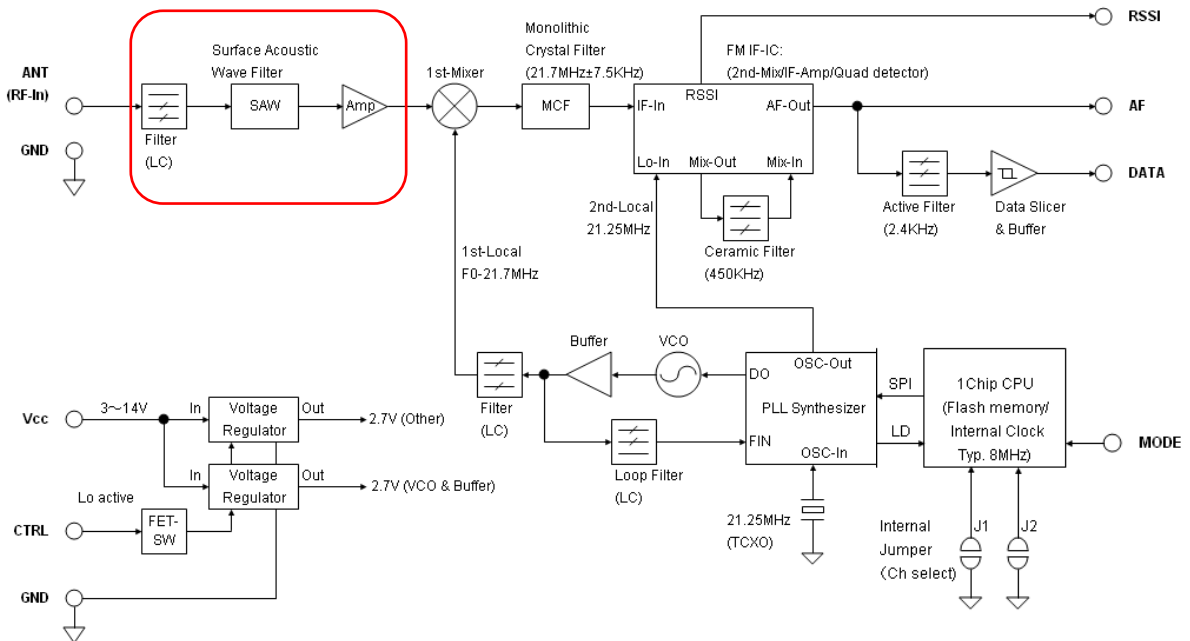 RSSI
Monolithic
Crystal Filter
(21.7MHz±7.5KHz)
FM IF-IC:
(2nd-Mix/IF-Amp/Quad detector)
Surface Acoustic
Wave Filter
1st-Mixer
ANT
(RF-In)
SAW
Amp
MCF
IF-In
RSSI
AF-Out
AF
GND
Filter
(LC)
Lo-In
Mix-Out
Mix-In
DATA
2nd-Local
21.25MHz
Active Filter
(2.4KHz)
Data Slicer
& Buffer
1st-Local
F0-21.7MHz
Ceramic Filter
(450KHz)
Buffer
VCO
OSC-Out
DO
PLL Synthesizer
FIN
OSC-In
SPI
LD
1Chip CPU
(Flash memory/
Internal Clock
Typ. 8MHz)
MODE
Filter
(LC)
Loop Filter
(LC)
Vcc
3～14V
In
Voltage
Regulator
Out
2.7V (Other)
In
Voltage
Regulator
Out
2.7V (VCO & Buffer)
Lo active
CTRL
FET-
SW
21.25MHz
(TCXO)
Internal
Jumper
(Ch select)
J1
J2
GND